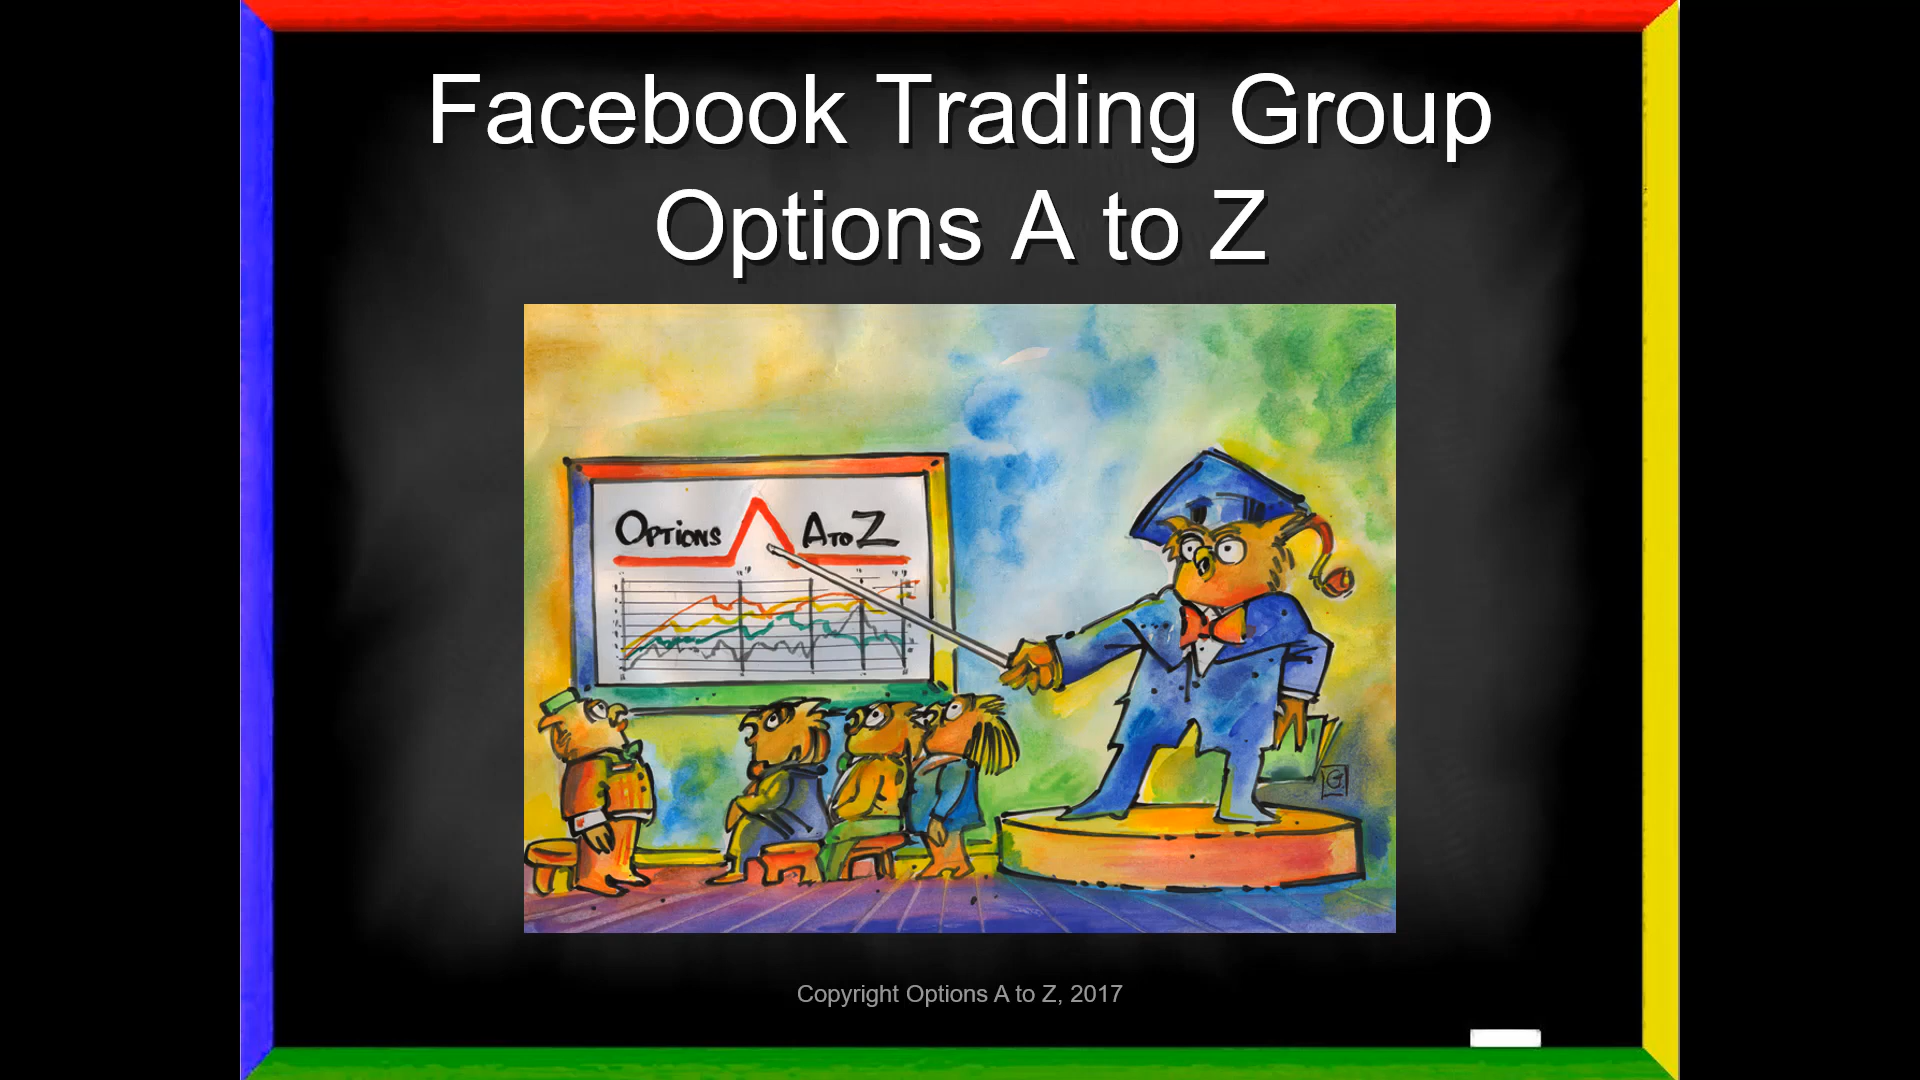 Facebook Trading Group
Options A to Z
OPTiONS A TO Z
G
Copyright Options A to Z, 2017